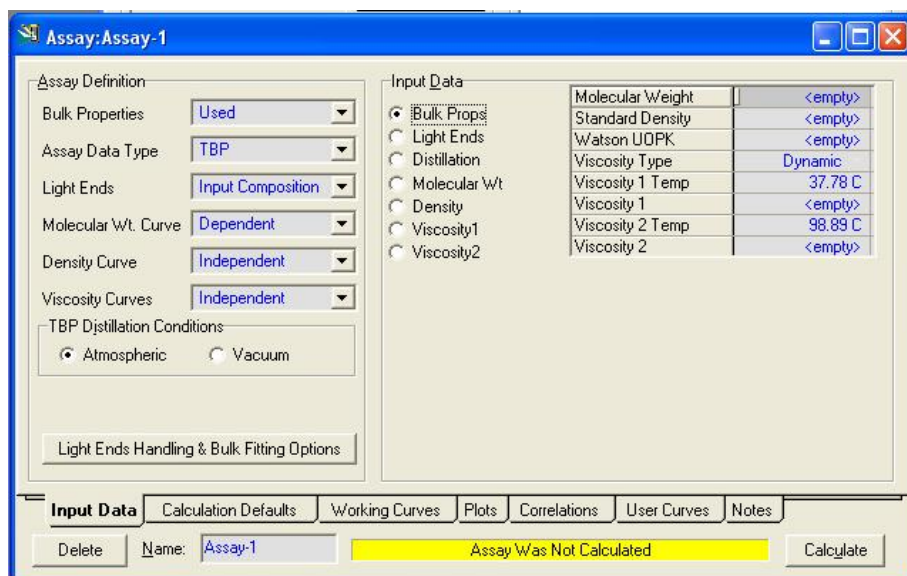 Assay:Assay-1
Assay Definition
Bulk Properties Used
Assay Data Type TBP
Light Ends Input Composition
Molecular Wt. Curve Dependent
Density Curve Independent
Viscosity Curves Independent
TBP Distillation Conditions
Atmospheric Vacuum
Light Ends Handling & Bulk Fitting Options
Input Data
Bulk Props
Light Ends
Distillation
Molecular Wt
Density
Viscosity1
Viscosity2
Molecular Weight <empty>
Standard Density <empty>
Watson UOPK <empty>
Viscosity Type Dynamic
Viscosity 1 Temp 37.78 C
Viscosity 1 <empty>
Viscosity 2 Temp 98.89 C
Viscosity 2 <empty>
Input Data Calculation Defaults Working Curves Plots Correlations User Curves Notes
Delete Name: Assay-1 Assay Was Not Calculated Calculate